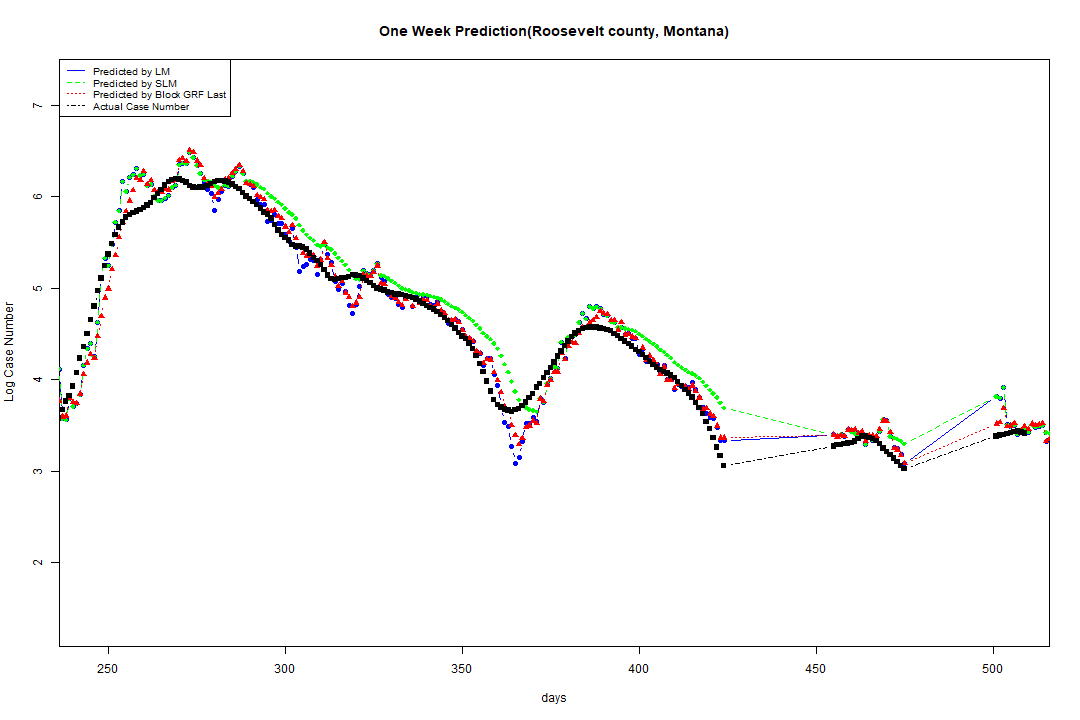 One Week Prediction(Roosevelt county, Montana)
Predicted by LM
Predicted by SLM
Predicted by Block GRF Last
Actual Case Number
Log Case Number
7
6
5
4
3
2
250 300 350 400 450 500
days